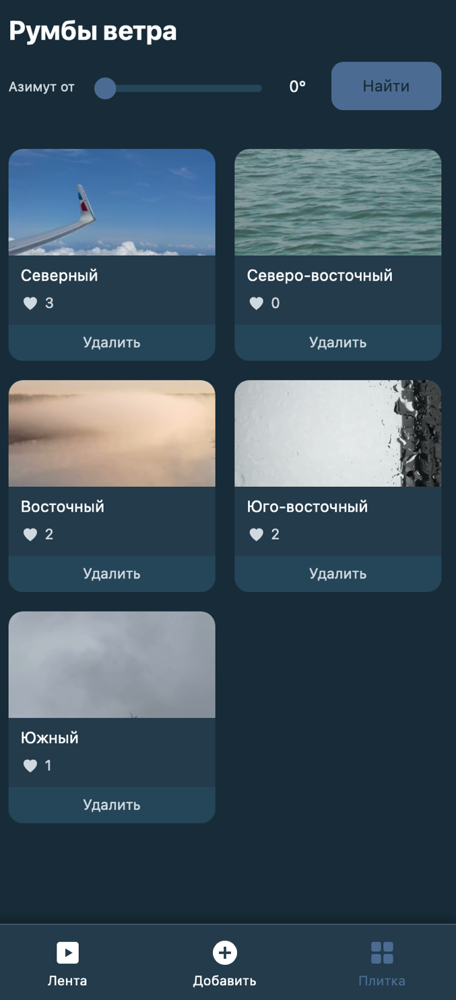 Румбы ветра
Азимут от 0° Найти
Северный Северо-восточный
3 0
Удалить Удалить
Восточный Юго-восточный
2 2
Удалить Удалить
Южный
1
Удалить
Лента Добавить Плитка